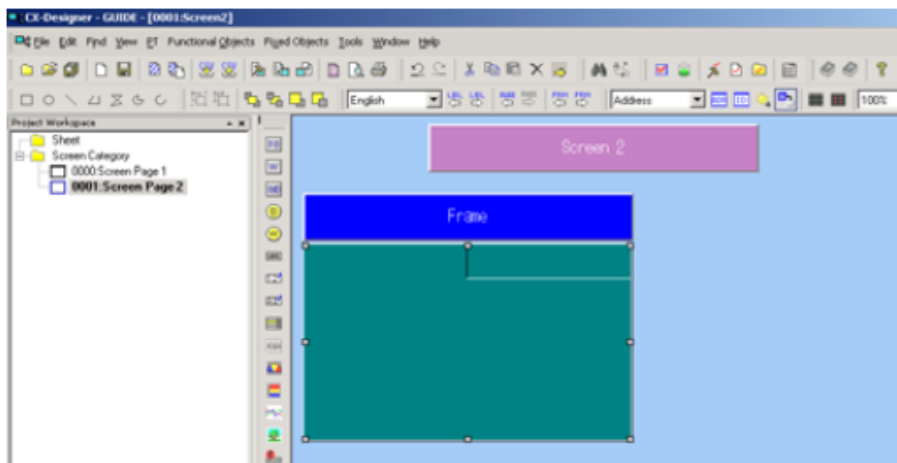 CX-Designer - GUIDE - [0001:Screen2]
File Edit Find View PT Functional Objects Fixed Objects Tools Window Help
English
Address
100%
Project Workspace
Sheet
Screen Category
0000:Screen Page 1
0001:Screen Page 2
Screen 2
Frame